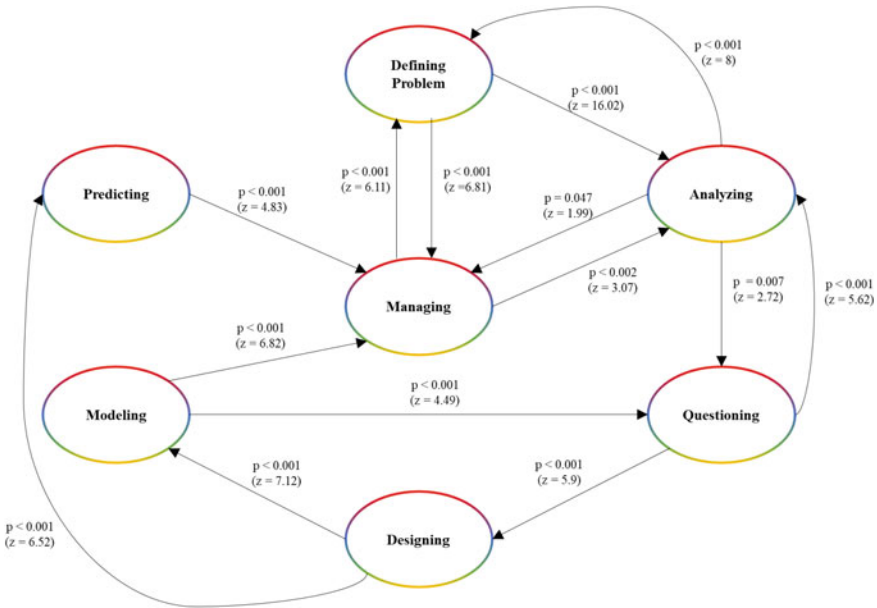 p < 0.001
(z = 8)
Defining
Problem
p < 0.001
(z = 16.02)
p < 0.001
(z = 6.11)
p < 0.001
(z =6.81)
Predicting
p < 0.001
(z = 4.83)
p = 0.047
(z = 1.99)
Analyzing
Managing
p <0.002
(z = 3.07)
p = 0.007
(z = 2.72)
p < 0.001
(z = 5.62)
p < 0.001
(z = 6.82)
Modeling
p < 0.001
(z = 4.49)
Questioning
p < 0.001
(z = 7.12)
p < 0.001
(z = 5.9)
p < 0.001
(z = 6.52)
Designing